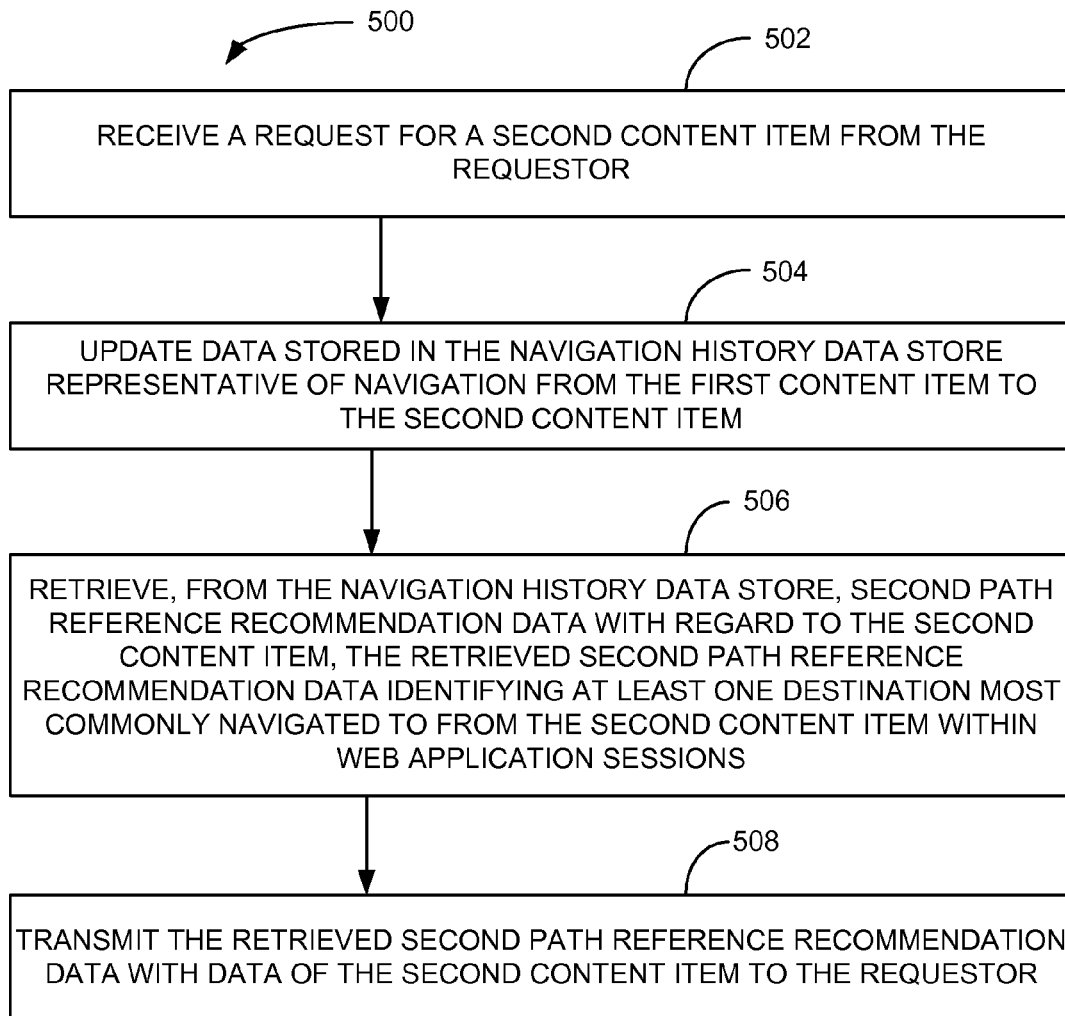 500
502
RECEIVE A REQUEST FOR A SECOND CONTENT ITEM FROM THE
REQUESTOR
504
UPDATE DATA STORED IN THE NAVIGATION HISTORY DATA STORE
REPRESENTATIVE OF NAVIGATION FROM THE FIRST CONTENT ITEM TO
THE SECOND CONTENT ITEM
506
RETRIEVE, FROM THE NAVIGATION HISTORY DATA STORE, SECOND PATH
REFERENCE RECOMMENDATION DATA WITH REGARD TO THE SECOND
CONTENT ITEM, THE RETRIEVED SECOND PATH REFERENCE
RECOMMENDATION DATA IDENTIFYING AT LEAST ONE DESTINATION MOST
COMMONLY NAVIGATED TO FROM THE SECOND CONTENT ITEM WITHIN
WEB APPLICATION SESSIONS
508
TRANSMIT THE RETRIEVED SECOND PATH REFERENCE RECOMMENDATION
DATA WITH DATA OF THE SECOND CONTENT ITEM TO THE REQUESTOR